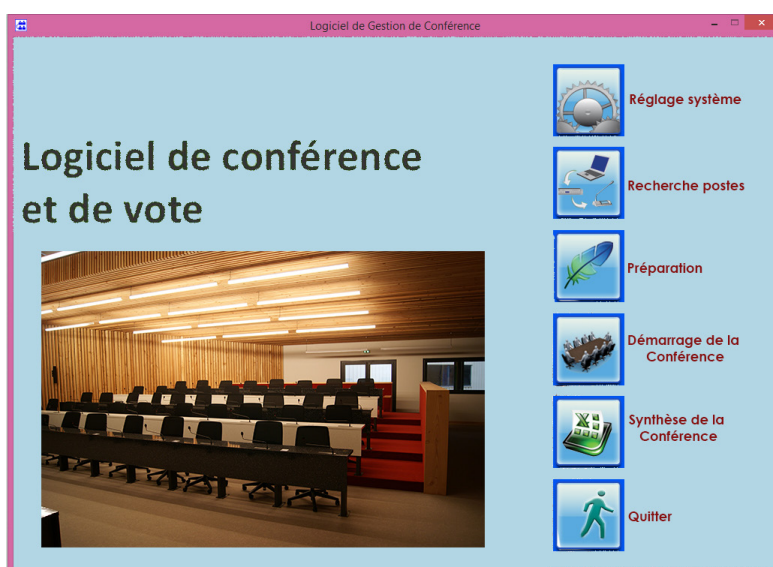 Logiciel de Gestion de Conférence
Logiciel de conférence
et de vote
Réglage système
Recherche postes
Préparation
Démarrage de la
Conférence
Synthèse de la
Conférence
Quitter